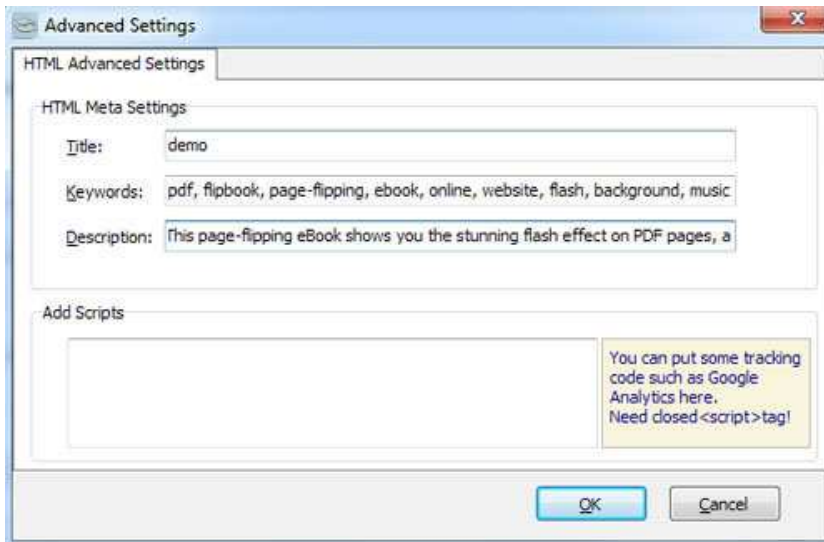 Advanced Settings
HTML Advanced Settings
HTML Meta Settings
Title: demo
Keywords: pdf, flipbook, page-flipping, ebook, online, website, flash, background, music
Description: This page-flipping eBook shows you the stunning flash effect on PDF pages, a
Add Scripts
You can put some tracking
code such as Google
Analytics here.
Need closed<script>tag!
OK Cancel